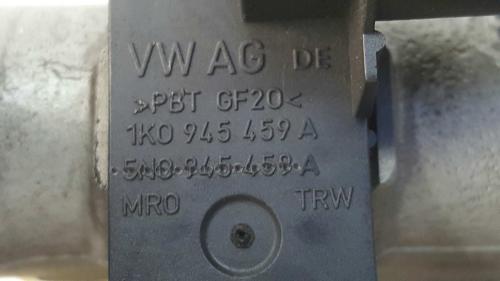 VW AG DE
>PBT GF20<
1K0 945 459 A
5N0 945 459 A
MRO TRW